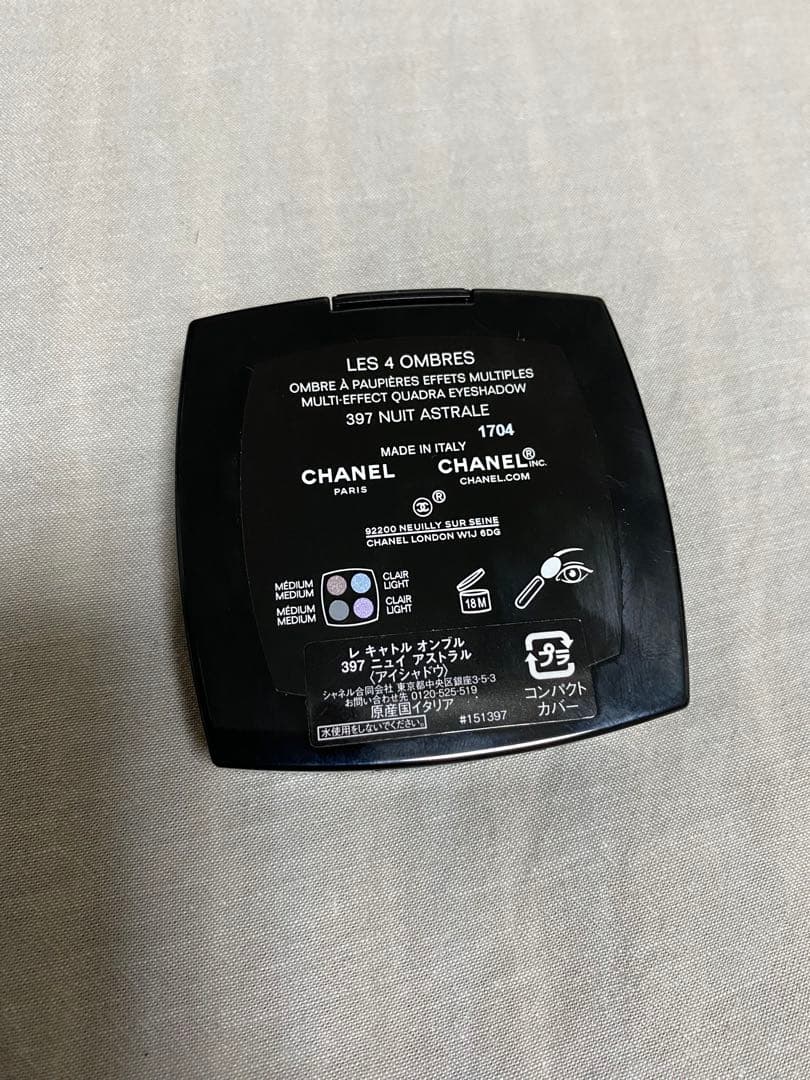 LES 4 OMBRES
OMBRE À PAUPIÈRES EFFETS MULTIPLES
MULTI-EFFECT QUADRA EYESHADOW
397 NUIT ASTRALE
1704
MADE IN ITALY
CHANEL
PARIS
CHANEL® INC.
CHANEL.COM
®
92200 NEUILLY SUR SEINE
CHANEL LONDON W1J 6DG
MÉDIUM
MEDIUM
CLAIR
LIGHT
MÉDIUM
MEDIUM
CLAIR
LIGHT
18 M
レ キャトル オンブル
397 ニュイ アストラル
〈アイシャドウ〉
シャネル合同会社 東京都中央区銀座3-5-3
お問い合わせ先 0120-525-519
原産国イタリア
水使用をしないでください。
#151397
プラ
コンパクト
カバー